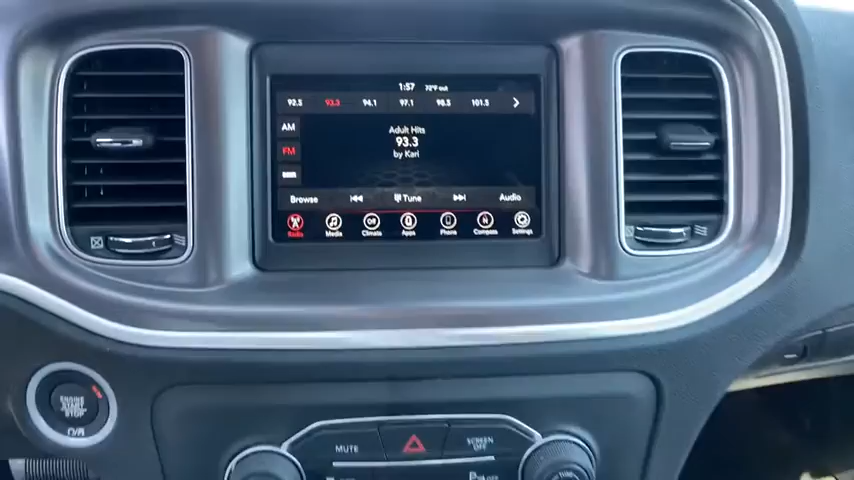 1:57 72°F out
92.5 93.3 94.1 97.1 98.5 101.5
AM
Adult Hits
93.3
FM
by Kari
Browse Tune Audio
Radio Media Climate Apps Phone Compass Settings
ENGINE
START
STOP
MUTE
SCREEN
OFF